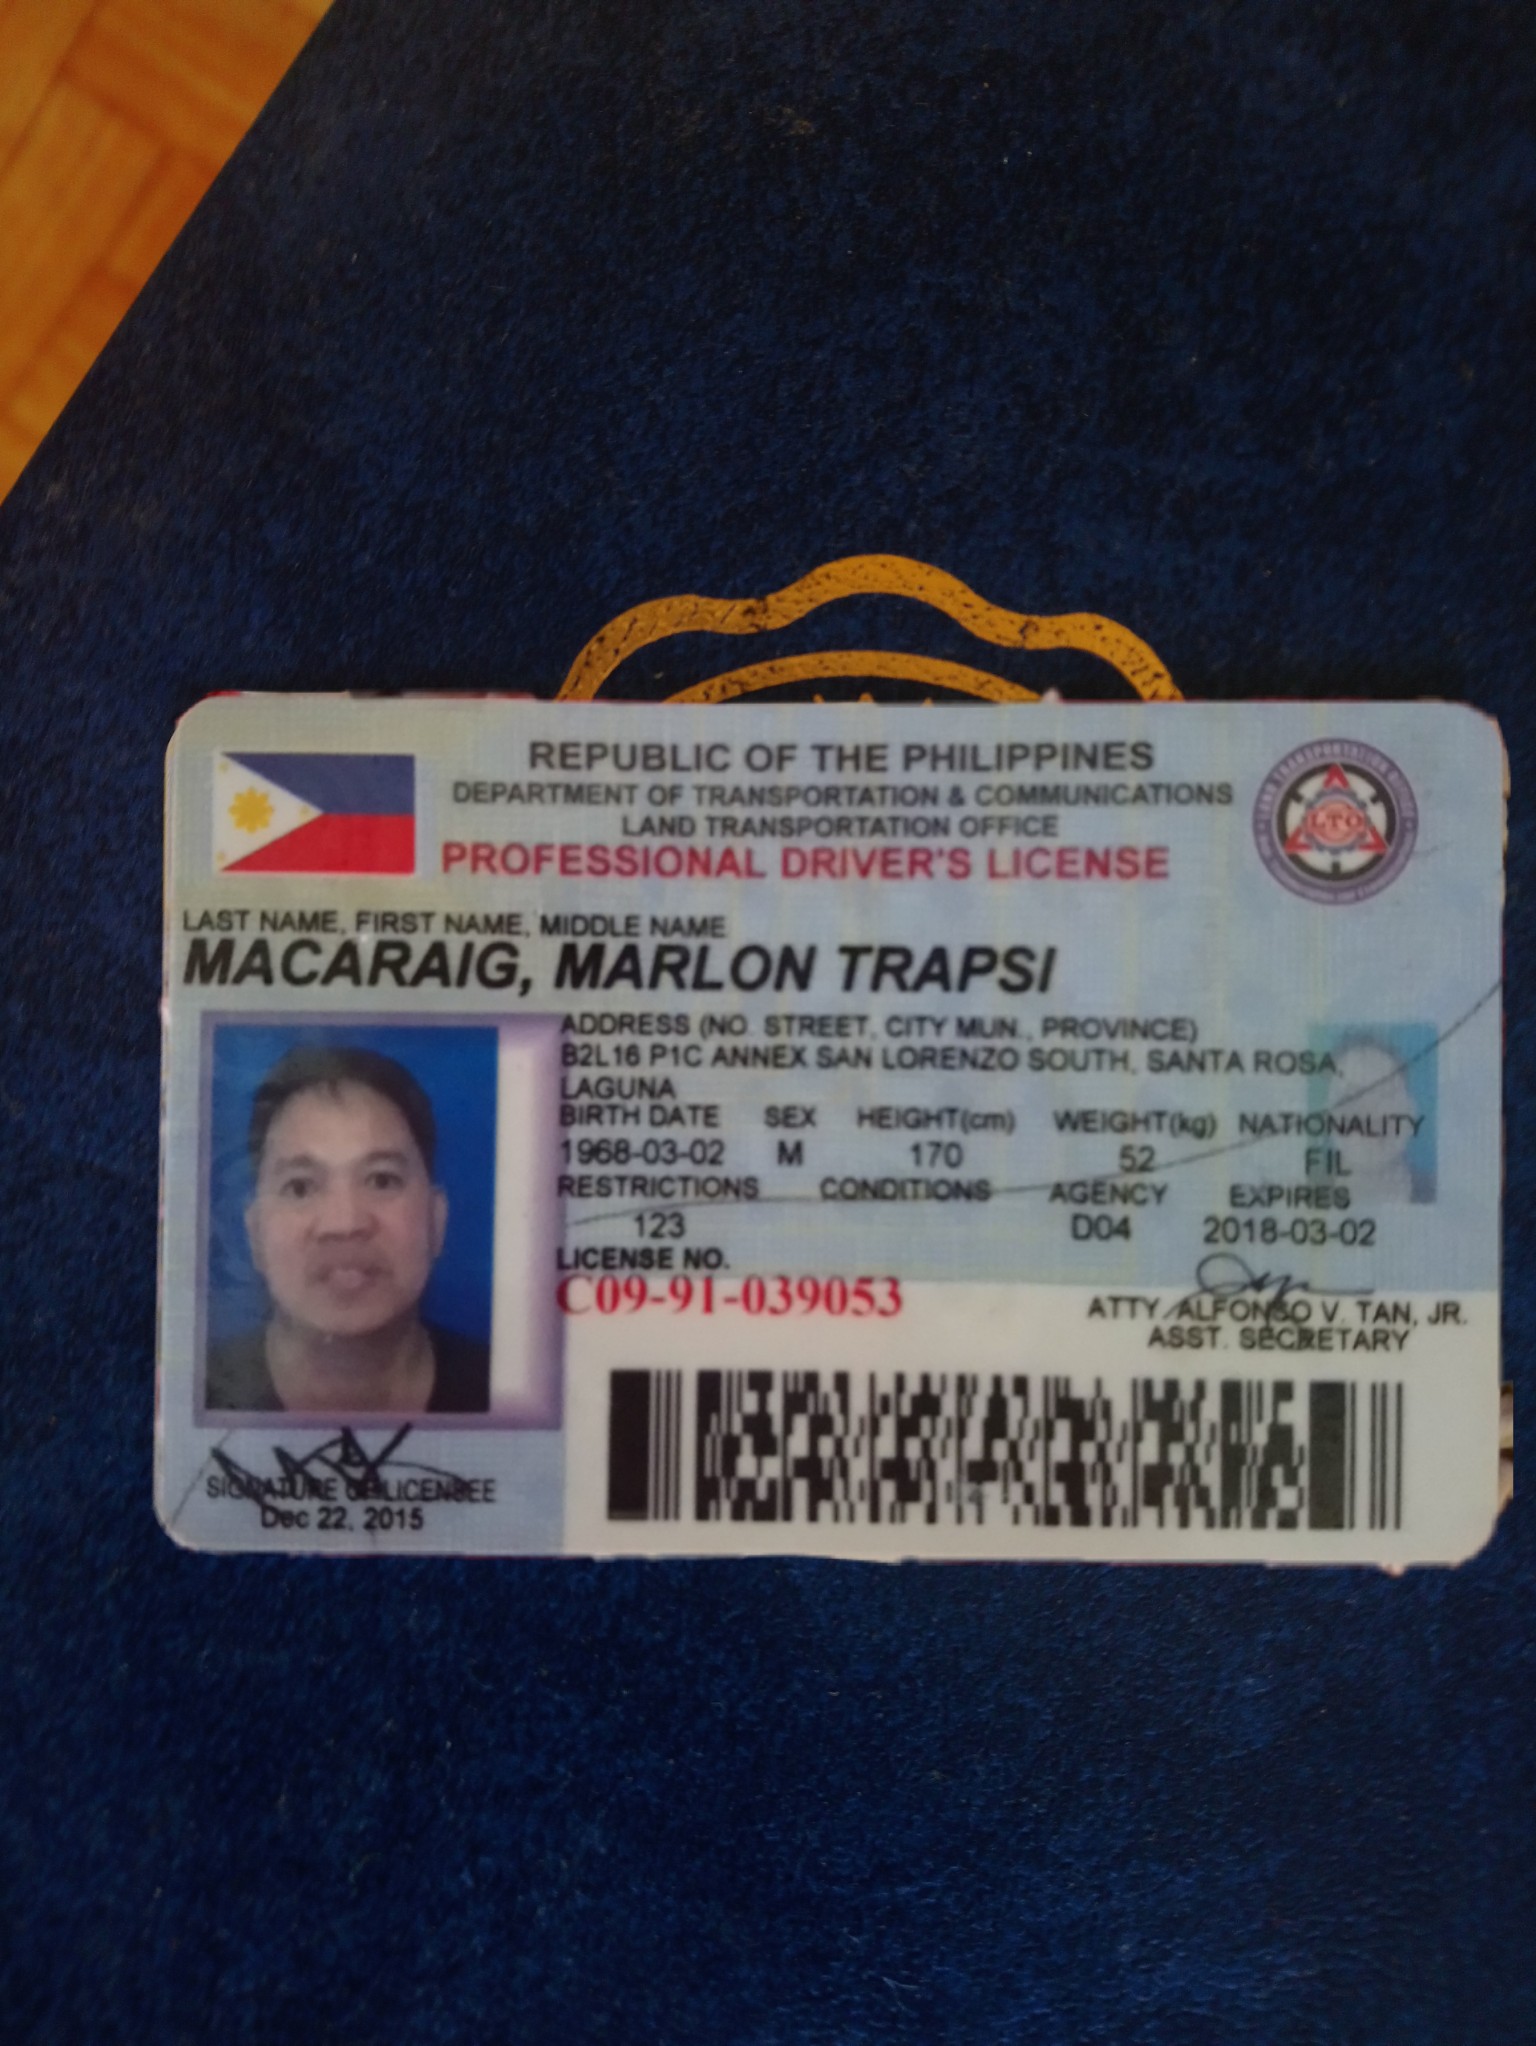 REPUBLIC OF THE PHILIPPINES
DEPARTMENT OF TRANSPORTATION & COMMUNICATIONS
LAND TRANSPORTATION OFFICE
PROFESSIONAL DRIVER'S LICENSE
LTO
LAST NAME, FIRST NAME, MIDDLE NAME
MACARAIG, MARLON TRAPSI
ADDRESS (NO. STREET, CITY MUN., PROVINCE)
B2L16 P1C ANNEX SAN LORENZO SOUTH, SANTA ROSA,
LAGUNA
BIRTH DATE SEX HEIGHT(cm) WEIGHT(kg) NATIONALITY
1968-03-02 M 170 52 FIL
RESTRICTIONS CONDITIONS AGENCY EXPIRES
123 D04 2018-03-02
LICENSE NO.
C09-91-039053
ATTY. ALFONSO V. TAN, JR.
ASST. SECRETARY
SIGNATURE OF LICENSEE
Dec 22, 2015